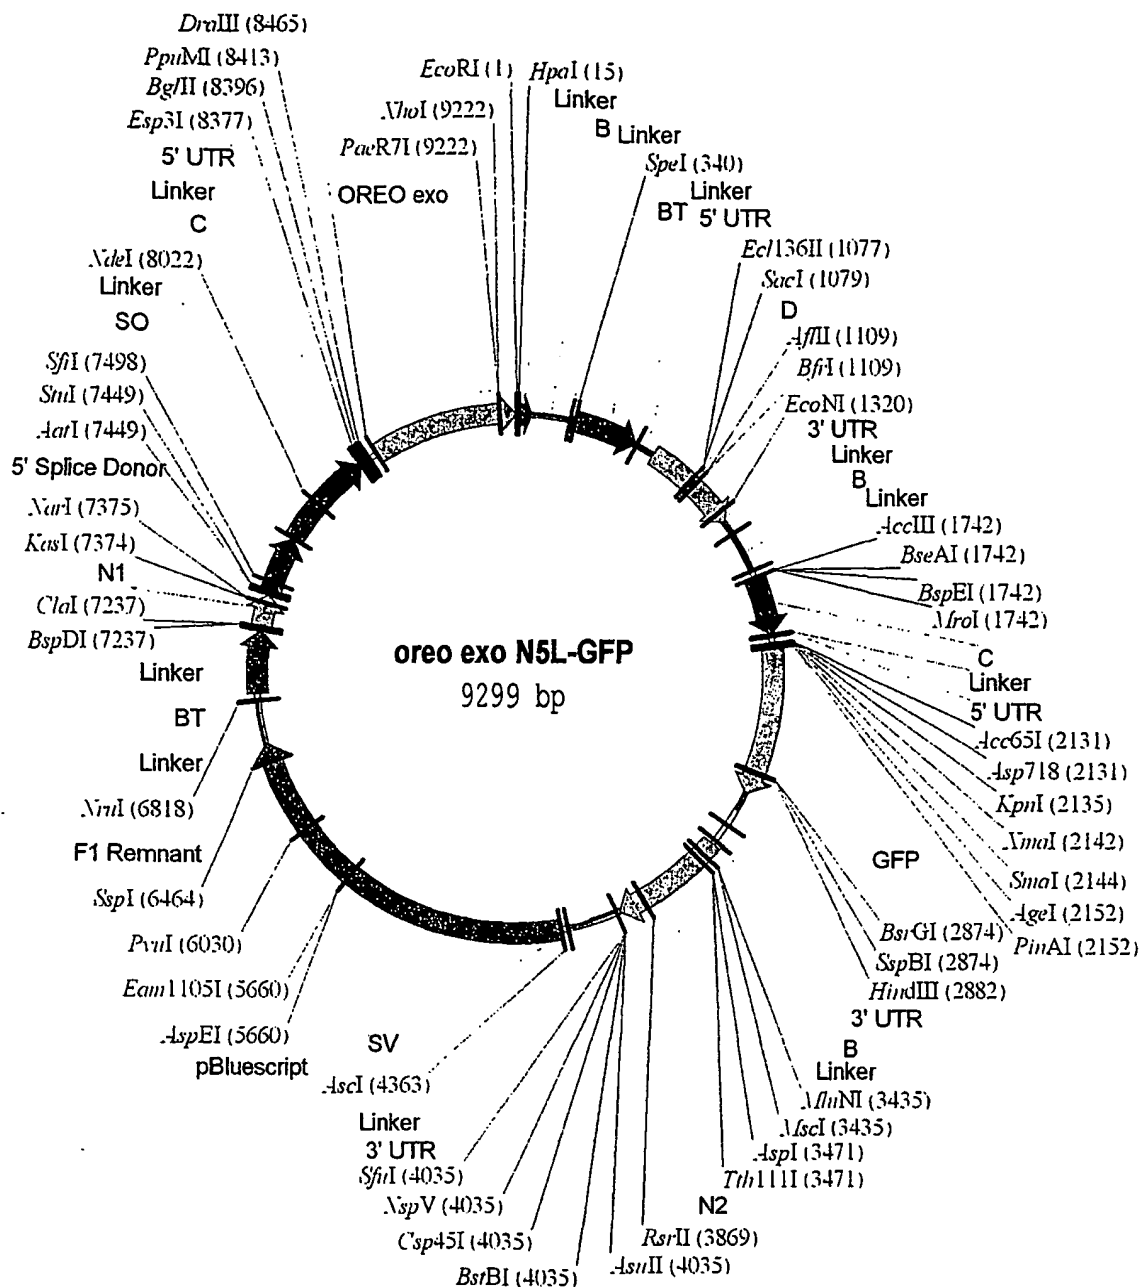 DraIII (8465)
PpuMI (8413)
BglII (8396)
Esp3I (8377)
5' UTR
Linker
C
NdeI (8022)
Linker
SO
SfiI (7498)
StuI (7449)
AatI (7449)
5' Splice Donor
NarI (7375)
KasI (7374)
N1
ClaI (7237)
BspDI (7237)
Linker
BT
Linker
NruI (6818)
F1 Remnant
SspI (6464)
PvuI (6030)
Eam1105I (5660)
AspEI (5660)
pBluescript
EcoRI (1)
XhoI (9222)
PaeR7I (9222)
OREO exo
HpaI (15)
Linker
B
Linker
SpeI (340)
Linker
BT
5' UTR
Ecl136II (1077)
SacI (1079)
D
AflII (1109)
BfrI (1109)
EcoNI (1320)
3' UTR
Linker
B
Linker
AccIII (1742)
BseAI (1742)
BspEI (1742)
MroI (1742)
C
Linker
5' UTR
Acc65I (2131)
Asp718 (2131)
KpnI (2135)
XmaI (2142)
SmaI (2144)
AgeI (2152)
PinAI (2152)
GFP
BsrGI (2874)
SspBI (2874)
HindIII (2882)
3' UTR
B
Linker
MluNI (3435)
MscI (3435)
AspI (3471)
Tth111I (3471)
N2
RsrII (3869)
AsuII (4035)
BstBI (4035)
Csp45I (4035)
NspV (4035)
SfuI (4035)
3' UTR
Linker
AscI (4363)
SV
oreo exo N5L-GFP
9299 bp